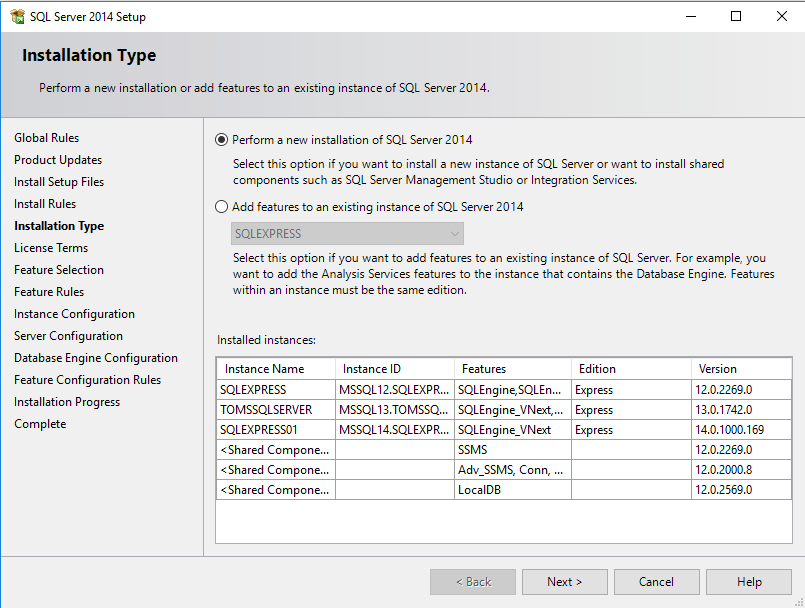 SQL Server 2014 Setup
Installation Type
Perform a new installation or add features to an existing instance of SQL Server 2014.
Global Rules
Product Updates
Install Setup Files
Install Rules
Installation Type
License Terms
Feature Selection
Feature Rules
Instance Configuration
Server Configuration
Database Engine Configuration
Feature Configuration Rules
Installation Progress
Complete
Perform a new installation of SQL Server 2014
Select this option if you want to install a new instance of SQL Server or want to install shared
components such as SQL Server Management Studio or Integration Services.
Add features to an existing instance of SQL Server 2014
SQLEXPRESS
Select this option if you want to add features to an existing instance of SQL Server. For example, you
want to add the Analysis Services features to the instance that contains the Database Engine. Features
within an instance must be the same edition.
Installed instances:
Instance Name Instance ID Features Edition Version
SQLEXPRESS MSSQL12.SQLEXPR... SQLEngine,SQLEn... Express 12.0.2269.0
TOMSSQLSERVER MSSQL13.TOMSSQ... SQLEngine_VNext,... Express 13.0.1742.0
SQLEXPRESS01 MSSQL14.SQLEXPR... SQLEngine_VNext Express 14.0.1000.169
<Shared Compone... SSMS 12.0.2269.0
<Shared Compone... Adv_SSMS, Conn, ... 12.0.2000.8
<Shared Compone... LocalDB 12.0.2569.0
< Back Next > Cancel Help